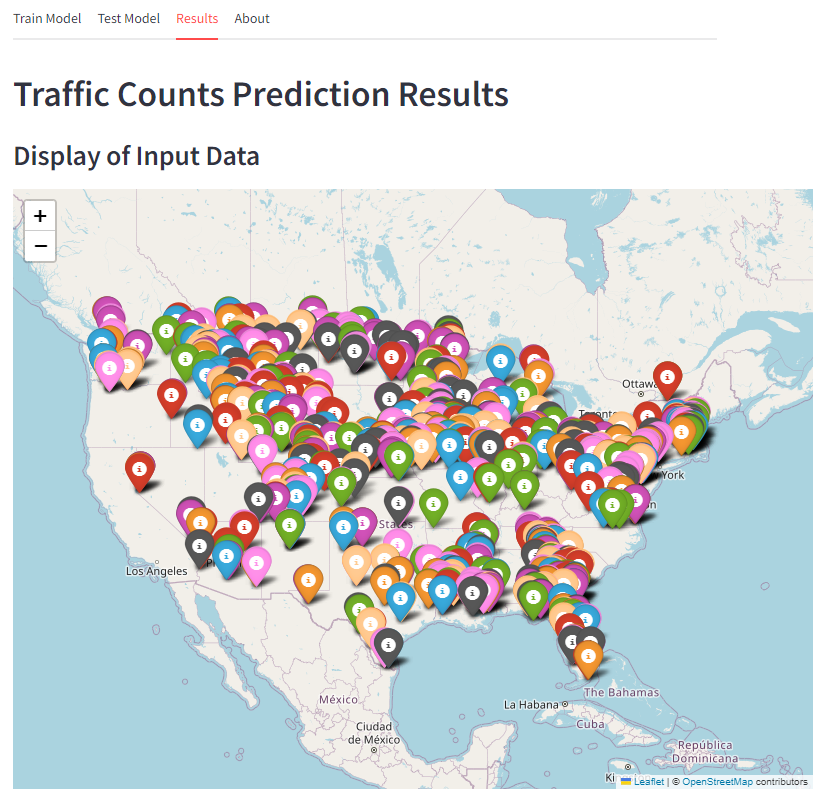 Train Model Test Model Results About
Traffic Counts Prediction Results
Display of Input Data
+
−
Ottawa
York
States
Los Angeles
La Habana
The Bahamas
México
Cuba
Ciudad
de México
República
Dominicana
Leaflet | © OpenStreetMap contributors